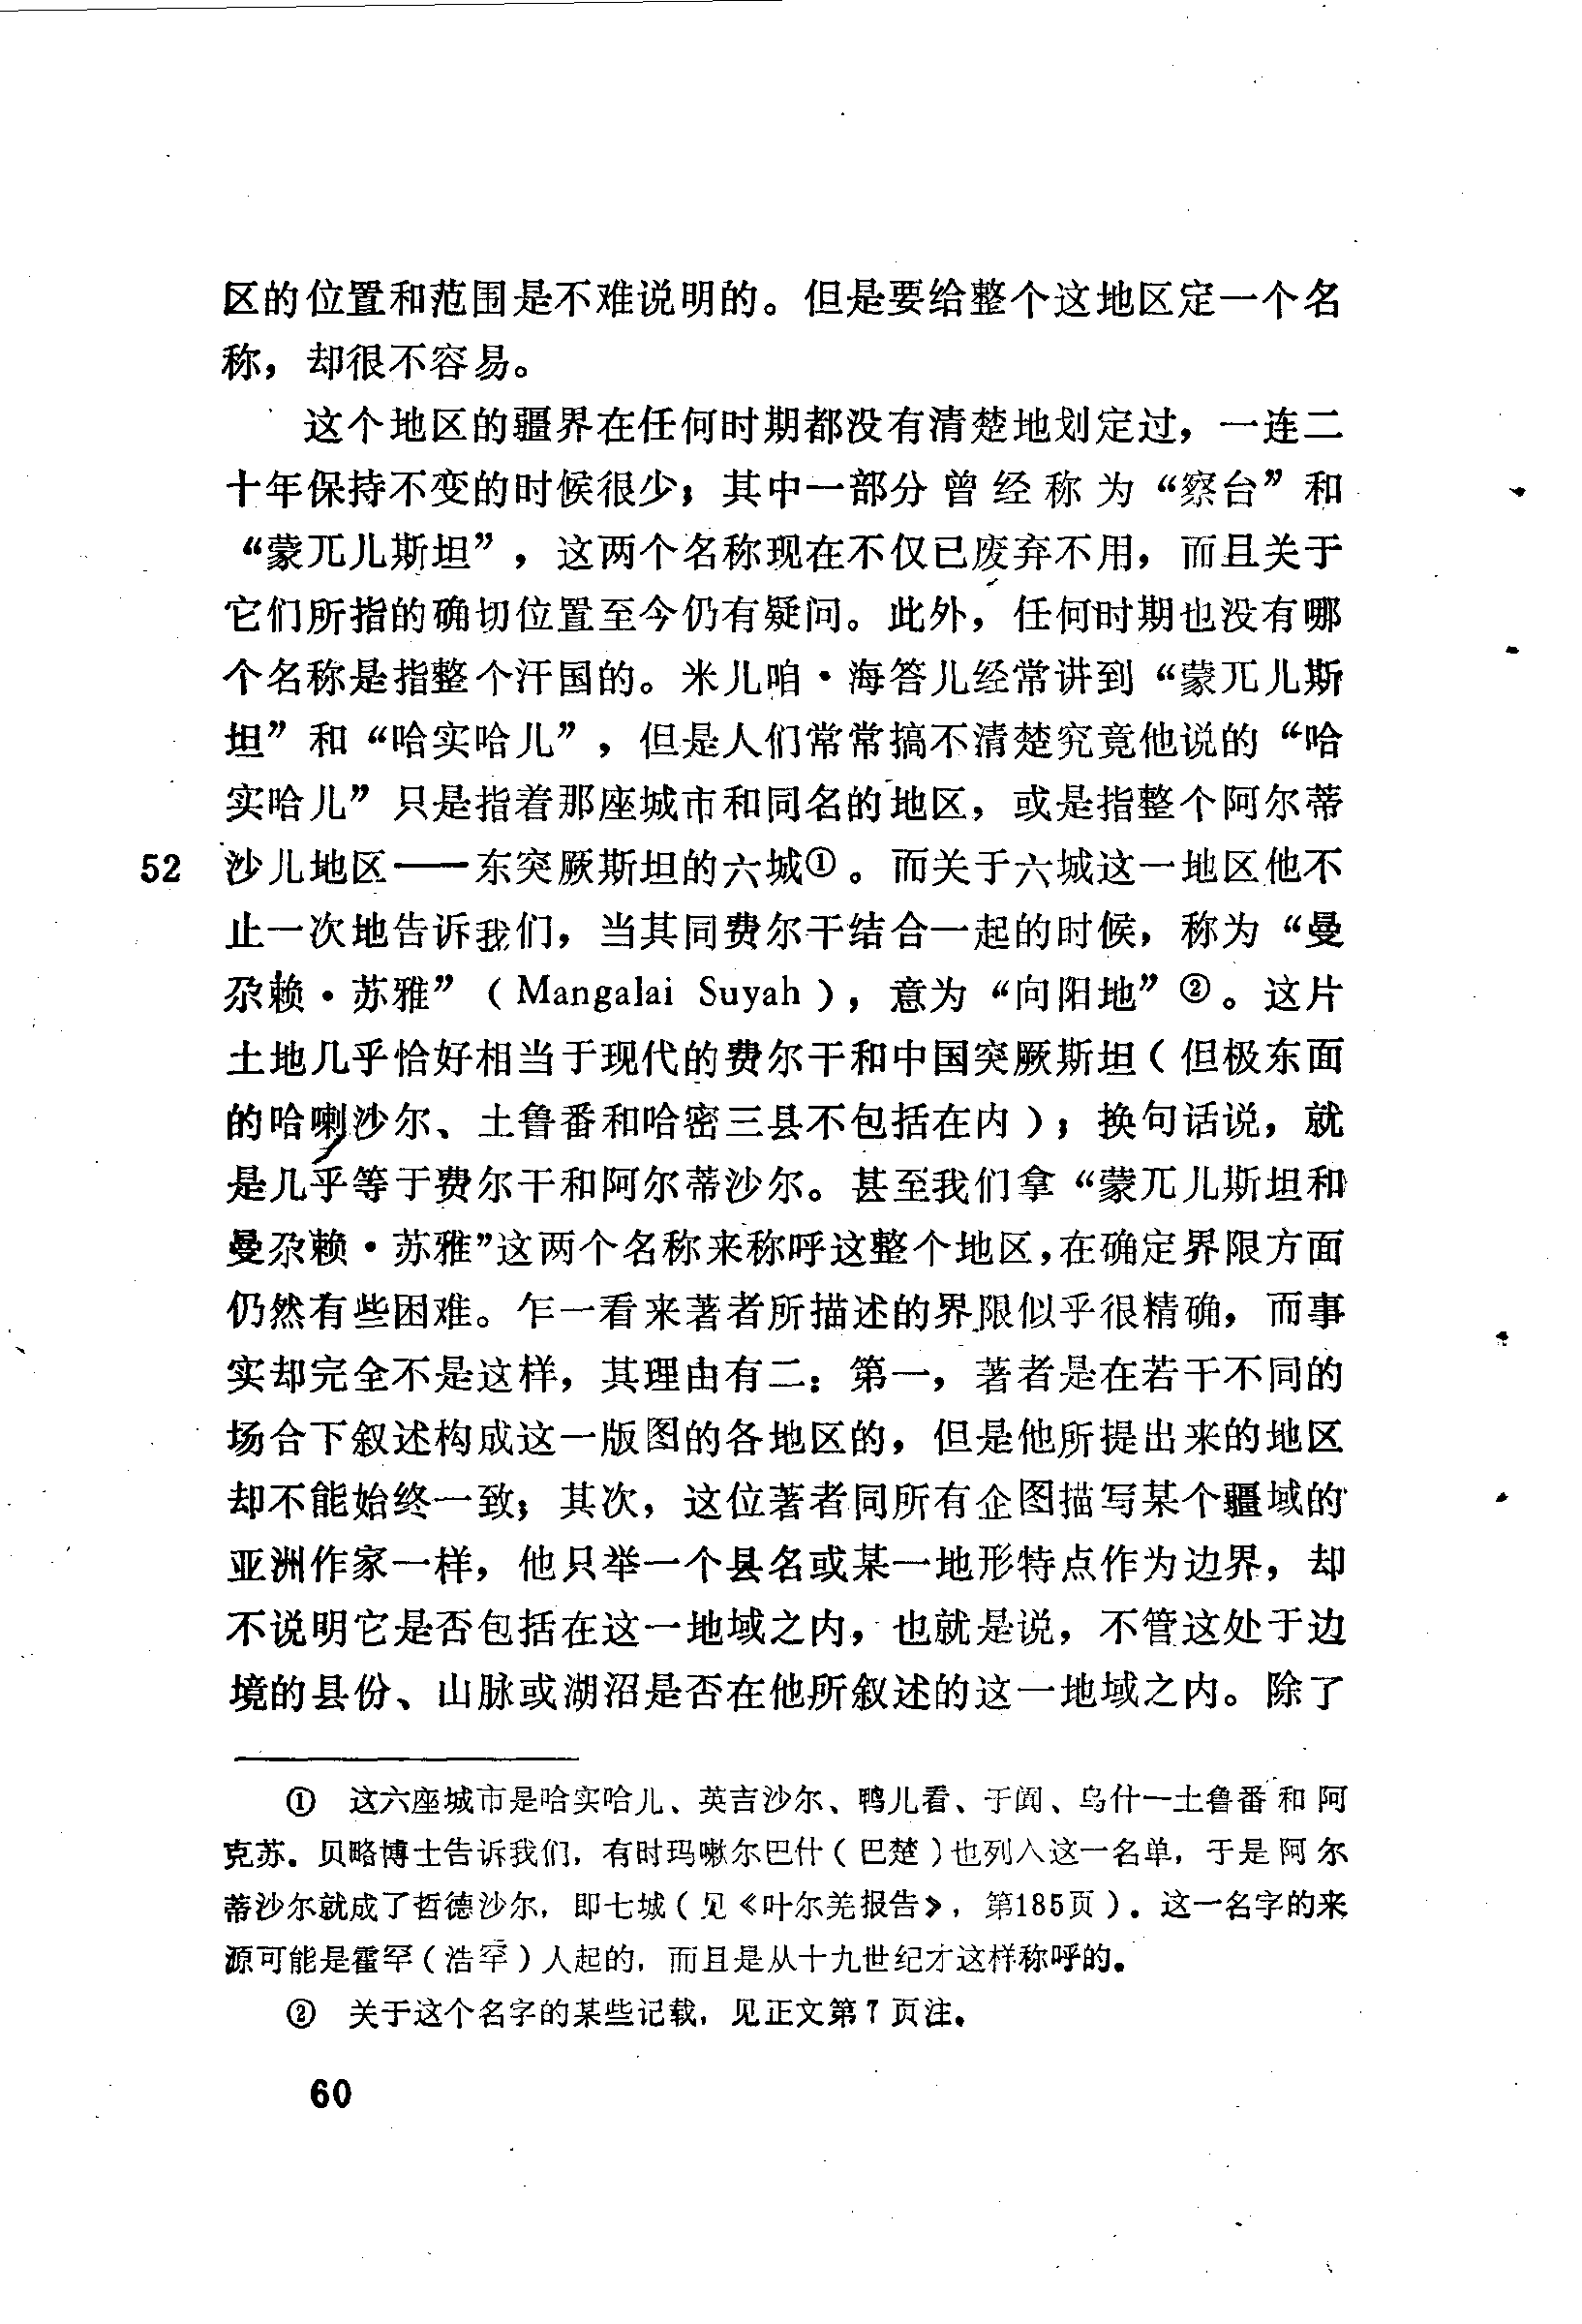 区的位置和范围是不难说明的。但是要给整个这地区定一个名
称，却很不容易。
这个地区的疆界在任何时期都没有清楚地划定过，一连二
十年保持不变的时候很少；其中一部分曾经称为“察台”和
“蒙兀儿斯坦”，这两个名称现在不仅已废弃不用，而且关于
它们所指的确切位置至今仍有疑问。此外，任何时期也没有哪
个名称是指整个汗国的。米儿咱·海答儿经常讲到“蒙兀儿斯
坦”和“哈实哈儿”，但是人们常常搞不清楚究竟他说的“哈
实哈儿”只是指着那座城市和同名的地区，或是指整个阿尔蒂
52 沙儿地区——东突厥斯坦的六城①。而关于六城这一地区他不
止一次地告诉我们，当其同费尔干结合一起的时候，称为“曼
尕赖·苏雅”（Mangalai Suyah），意为“向阳地”②。这片
土地几乎恰好相当于现代的费尔干和中国突厥斯坦（但极东面
的哈喇沙尔、土鲁番和哈密三县不包括在内）；换句话说，就
是几乎等于费尔干和阿尔蒂沙尔。甚至我们拿“蒙兀儿斯坦和
曼尕赖·苏雅”这两个名称来称呼这整个地区，在确定界限方面
仍然有些困难。乍一看来著者所描述的界限似乎很精确，而事
实却完全不是这样，其理由有二：第一，著者是在若干不同的
场合下叙述构成这一版图的各地区的，但是他所提出来的地区
却不能始终一致；其次，这位著者同所有企图描写某个疆域的
亚洲作家一样，他只举一个县名或某一地形特点作为边界，却
不说明它是否包括在这一地域之内，也就是说，不管这处于边
境的县份、山脉或湖沼是否在他所叙述的这一地域之内。除了
① 这六座城市是哈实哈儿、英吉沙尔、鸭儿看、于阗、乌什—土鲁番和阿
克苏。贝略博士告诉我们，有时玛噉尔巴什（巴楚）也列入这一名单，于是阿尔
蒂沙尔就成了哲德沙尔，即七城（见《叶尔羌报告》，第185页）。这一名字的来
源可能是霍罕（浩罕）人起的，而且是从十九世纪才这样称呼的。
② 关于这个名字的某些记载，见正文第7页注。
60